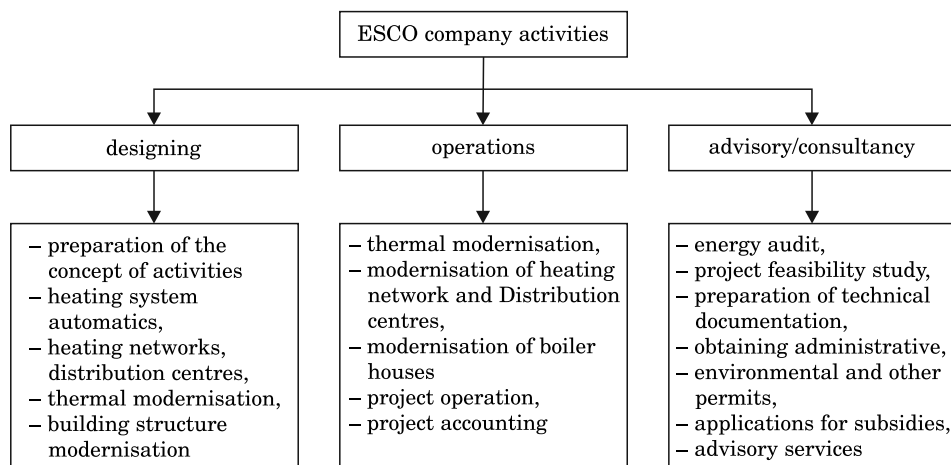 ESCO company activities
designing
operations
advisory/consultancy
– preparation of the
concept of activities
– heating system
automatics,
– heating networks,
distribution centres,
– thermal modernisation,
– building structure
modernisation
– thermal modernisation,
– modernisation of heating
network and Distribution
centres,
– modernisation of boiler
houses
– project operation,
– project accounting
– energy audit,
– project feasibility study,
– preparation of technical
documentation,
– obtaining administrative,
– environmental and other
permits,
– applications for subsidies,
– advisory services